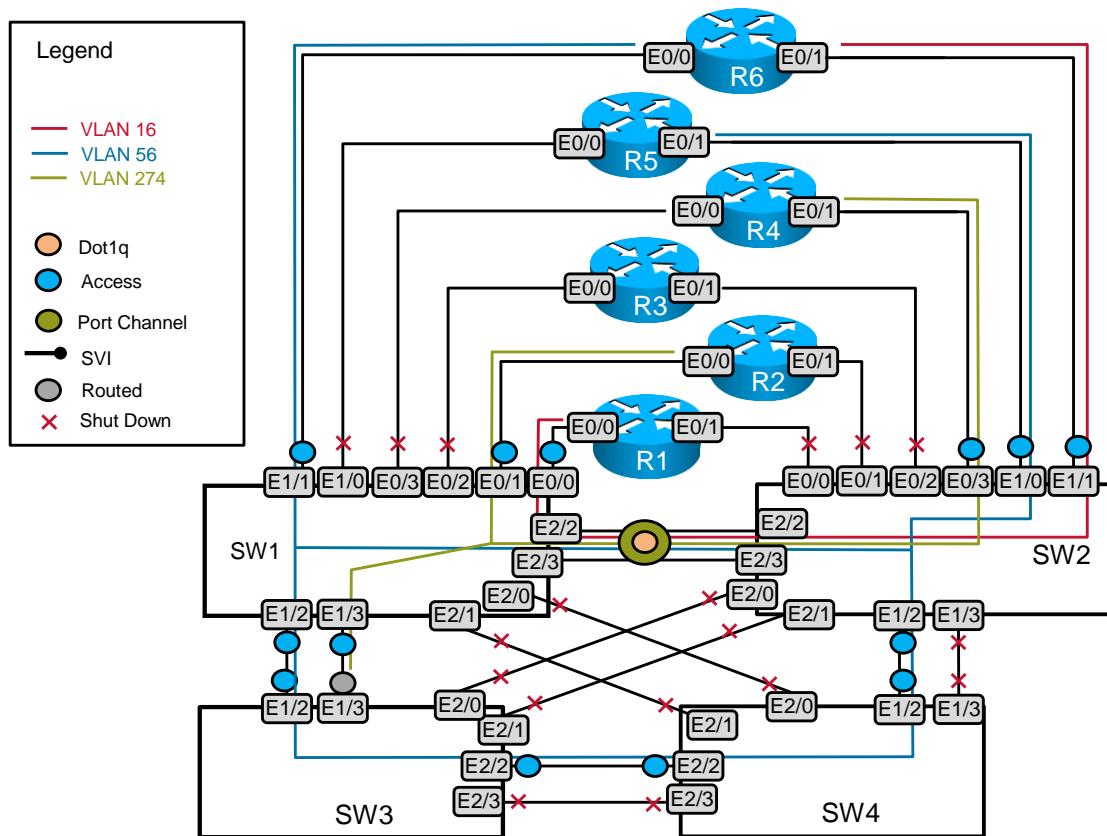 Legend
VLAN 16
VLAN 56
VLAN 274
Dot1q
Access
Port Channel
SVI
Routed
Shut Down
E0/0 R6 E0/1
E0/0 R5 E0/1
E0/0 R4 E0/1
E0/0 R3 E0/1
E0/0 R2 E0/1
E0/0 R1 E0/1
E1/1 E1/0 E0/3 E0/2 E0/1 E0/0
E0/0 E0/1 E0/2 E0/3 E1/0 E1/1
E2/2 E2/2
SW1 SW2
E2/3 E2/3
E2/0 E2/0
E1/2 E1/3 E2/1
E2/1 E1/2 E1/3
E1/2 E1/3 E2/0
E2/0 E1/2 E1/3
E2/1 E2/1
E2/2 E2/2
E2/3 E2/3
SW3 SW4